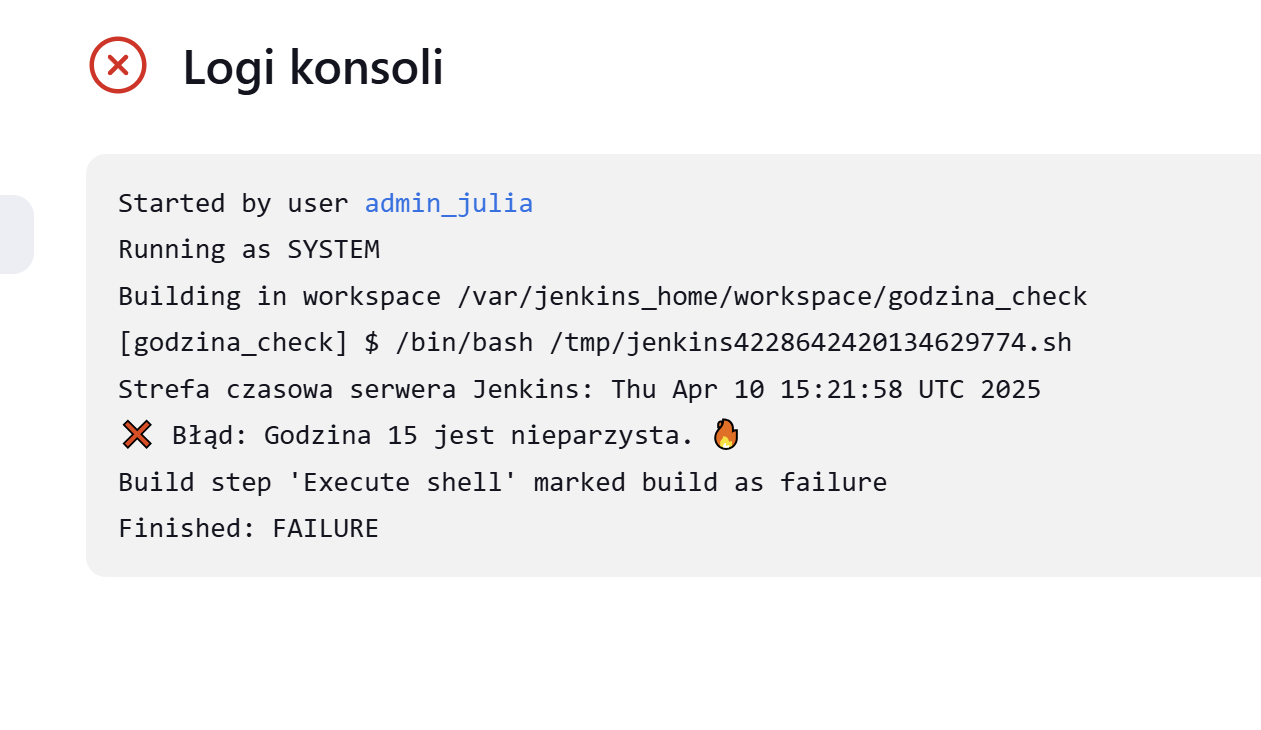 Logi konsoli
Started by user admin_julia
Running as SYSTEM
Building in workspace /var/jenkins_home/workspace/godzina_check
[godzina_check] $ /bin/bash /tmp/jenkins4228642420134629774.sh
Strefa czasowa serwera Jenkins: Thu Apr 10 15:21:58 UTC 2025
❌ Błąd: Godzina 15 jest nieparzysta. 🔥
Build step 'Execute shell' marked build as failure
Finished: FAILURE